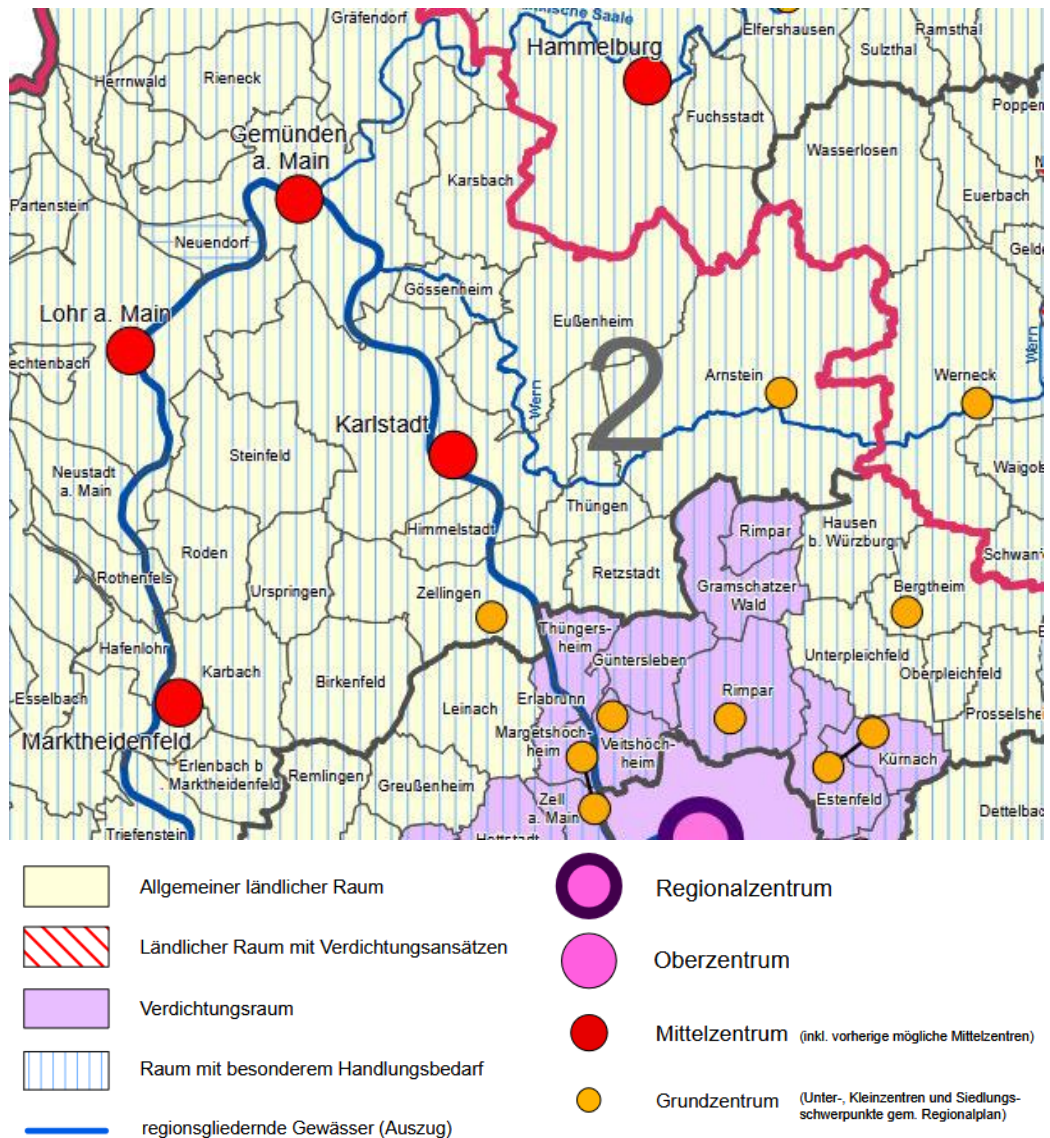 Gräfendorf
Hammelburg
Elfershausen
Ramsthal
Sulzthal
Herrnwald
Rieneck
Fuchsstadt
Gemünden
a. Main
Wasserlosen
Karsbach
Euerbach
Partenstein
Neuendorf
Gössenheim
Lohr a. Main
Eußenheim
2
Wern
Arnstein
Werneck
Wern
Karlstadt
Steinfeld
Neustadt
a. Main
Thüngen
Himmelstadt
Rimpar
Hausen
b. Würzburg
Roden
Retzstadt
Rothenfels
Urspringen
Zellingen
Gramschatzer
Wald
Bergtheim
Thüngers-
heim
Hafenlohr
Karbach
Güntersleben
Unterpleichfeld
Oberpleichfeld
Birkenfeld
Esselbach
Leinach
Erlabrunn
Rimpar
Marktheidenfeld
Margetshöch-
heim
Veitshöch-
heim
Kürnach
Erlenbach b
. Marktheidenfeld
Remlingen
Greußenheim
Zell
a. Main
Estenfeld
Triefenstein
Allgemeiner ländlicher Raum
Ländlicher Raum mit Verdichtungsansätzen
Verdichtungsraum
Raum mit besonderem Handlungsbedarf
regionsgliedernde Gewässer (Auszug)
Regionalzentrum
Oberzentrum
Mittelzentrum (inkl. vorherige mögliche Mittelzentren)
Grundzentrum (Unter-, Kleinzentren und Siedlungs-
schwerpunkte gem. Regionalplan)